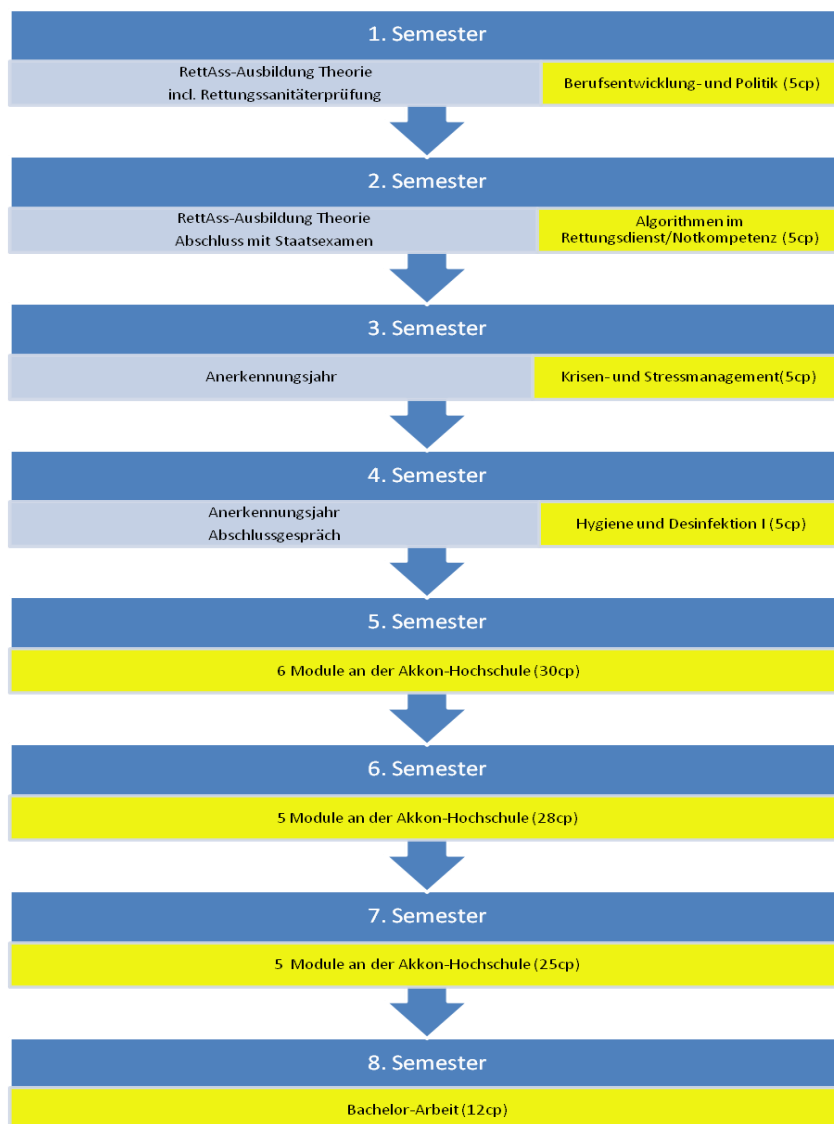 1. Semester
RettAss-Ausbildung Theorie
incl. Rettungssanitäterprüfung
Berufsentwicklung- und Politik (5cp)
2. Semester
RettAss-Ausbildung Theorie
Abschluss mit Staatsexamen
Algorithmen im
Rettungsdienst/Notkompetenz (5cp)
3. Semester
Anerkennungsjahr
Krisen- und Stressmanagement(5cp)
4. Semester
Anerkennungsjahr
Abschlussgespräch
Hygiene und Desinfektion I (5cp)
5. Semester
6 Module an der Akkon-Hochschule (30cp)
6. Semester
5 Module an der Akkon-Hochschule (28cp)
7. Semester
5 Module an der Akkon-Hochschule (25cp)
8. Semester
Bachelor-Arbeit (12cp)